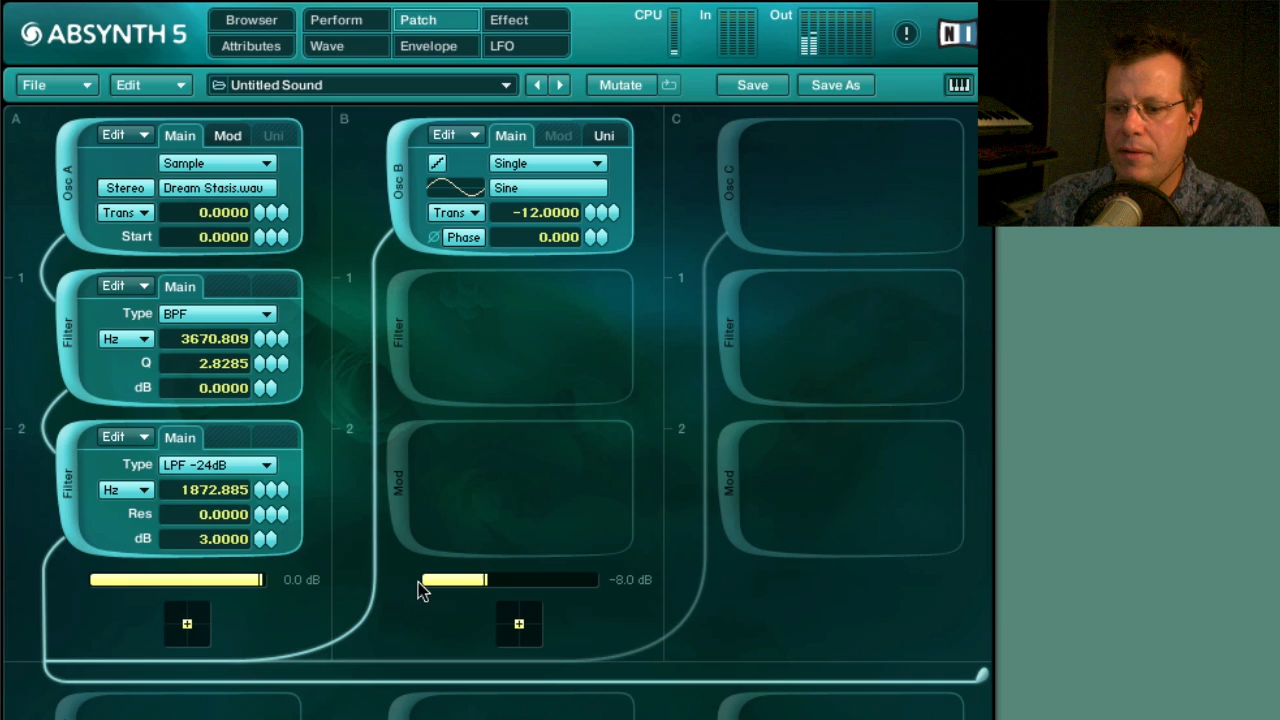 ABSYNTH 5
Browser
Attributes
Perform
Patch
Effect
Wave
Envelope
LFO
CPU
In
Out
!
NI
File
Edit
Untitled Sound
Mutate
Save
Save As
A
Osc A
Edit
Main
Mod
Uni
Sample
Stereo
Dream Stasis.wav
Trans
0.0000
Start
0.0000
1
Filter
Edit
Main
Type
BPF
Hz
3670.809
Q
2.8285
dB
0.0000
2
Filter
Edit
Main
Type
LPF -24dB
Hz
1872.885
Res
0.0000
dB
3.0000
0.0 dB
B
Osc B
Edit
Main
Mod
Uni
Single
Sine
Trans
-12.0000
Phase
0.000
1
Filter
2
Mod
-8.0 dB
C
Osc C
1
Filter
2
Mod